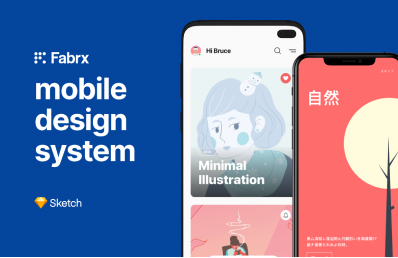 Fabrx
mobile
design
system
Sketch
Hi Bruce
Minimal
Illustration
自然